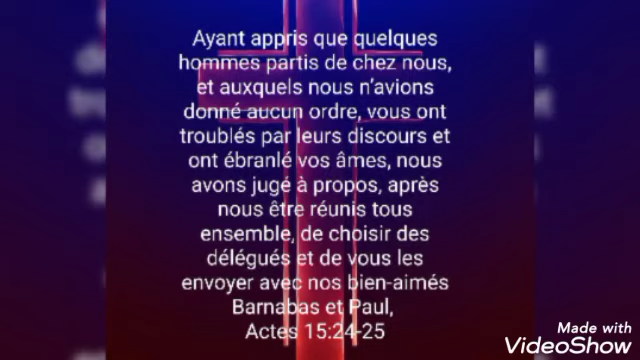 Ayant appris que quelques
hommes partis de chez nous,
et auxquels nous n'avions
donné aucun ordre, vous ont
troublés par leurs discours et
ont ébranlé vos âmes, nous
avons jugé à propos, après
nous être réunis tous
ensemble, de choisir des
délégués et de vous les
envoyer avec nos bien-aimés
Barnabas et Paul,
Actes 15:24-25
Made with
VideoShow